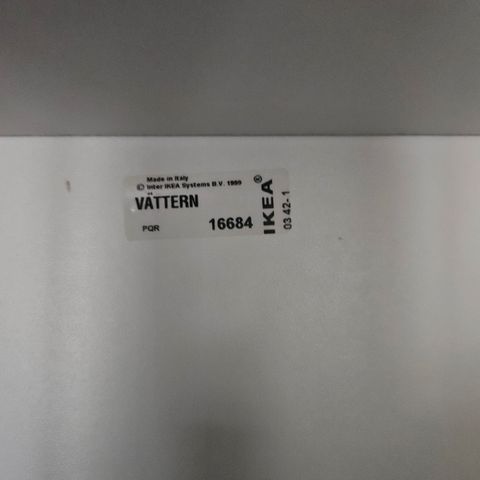 Made in Italy
© Inter IKEA Systems B.V. 1999
VÄTTERN
PQR 16684
IKEA®
03 42-1